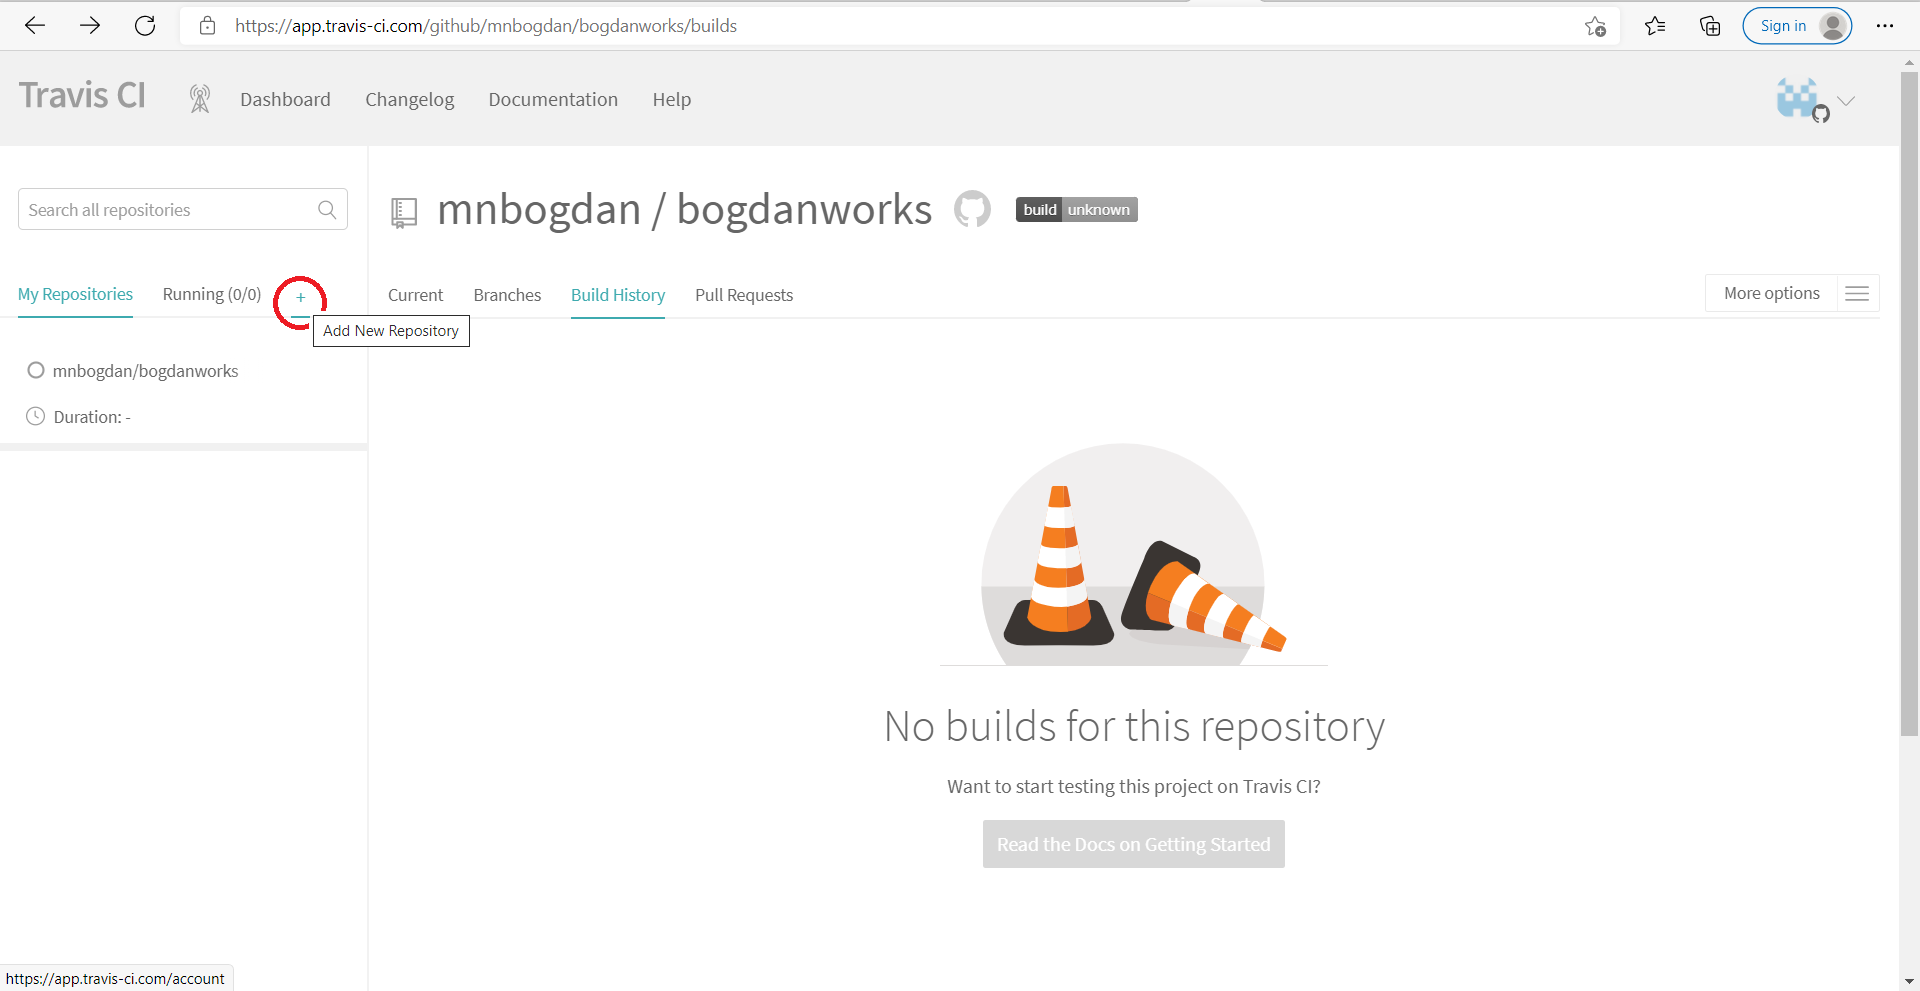 https://app.travis-ci.com/github/mnbogdan/bogdanworks/builds
Sign in
Travis CI
Dashboard
Changelog
Documentation
Help
Search all repositories
mnbogdan / bogdanworks
build unknown
My Repositories
Running (0/0)
+
Add New Repository
Current
Branches
Build History
Pull Requests
More options
mnbogdan/bogdanworks
Duration: -
No builds for this repository
Want to start testing this project on Travis CI?
Read the Docs on Getting Started
https://app.travis-ci.com/account